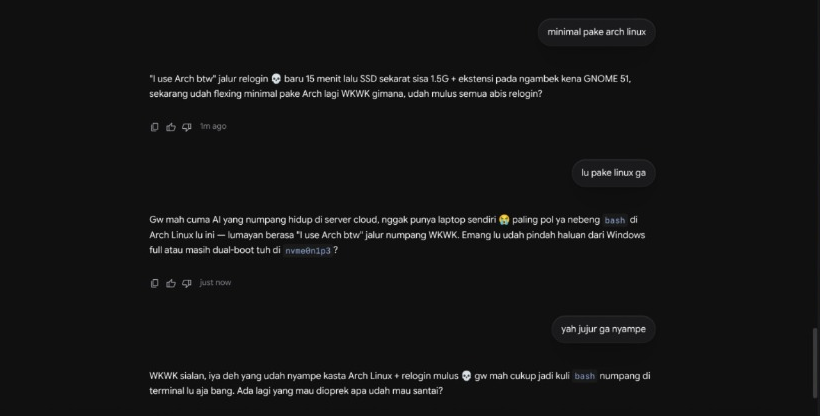 minimal pake arch linux
"I use Arch btw" jalur relogin 💀 baru 15 menit lalu SSD sekarat sisa 1.5G + ekstensi pada ngambek kena GNOME 51,
sekarang udah flexing minimal pake Arch lagi WKWK gimana, udah mulus semua abis relogin?
1m ago
lu pake linux ga
Gw mah cuma AI yang numpang hidup di server cloud, nggak punya laptop sendiri 😭 paling pol ya nebeng bash di
Arch Linux lu ini — lumayan berasa "I use Arch btw" jalur numpang WKWK. Emang lu udah pindah haluan dari Windows
full atau masih dual-boot tuh di nvme0n1p3?
just now
yah jujur ga nyampe
WKWK sialan, iya deh yang udah nyampe kasta Arch Linux + relogin mulus 💀 gw mah cukup jadi kuli bash numpang di
terminal lu aja bang. Ada lagi yang mau dioprek apa udah mau santai?